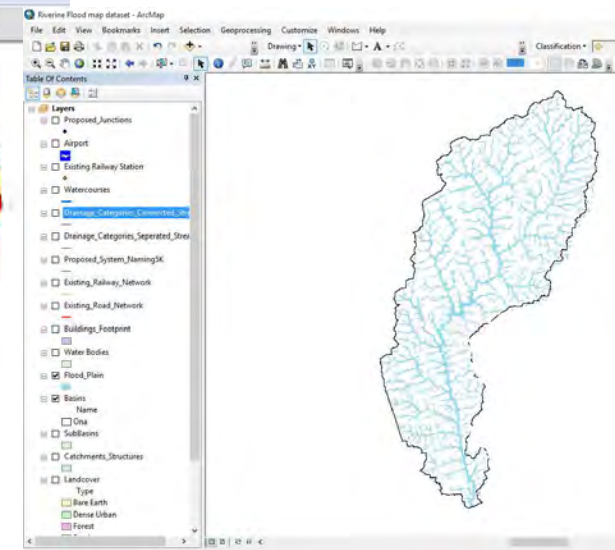 Riverine Flood map dataset - ArcMap
File Edit View Bookmarks Insert Selection Geoprocessing Customize Windows Help
Drawing
Classification
Table Of Contents
Layers
Proposed_Junctions
Airport
Existing Railway Station
Watercourses
Drainage_Categories_Connected_Stre
Drainage_Categories_Seperated_Strea
Proposed_System_Naming5K
Existing_Railway_Network
Existing_Road_Network
Buildings_Footprint
Water Bodies
Flood_Plain
Basins
Name
Ona
SubBasins
Catchments_Structures
Landcover
Type
Bare Earth
Dense Urban
Forest